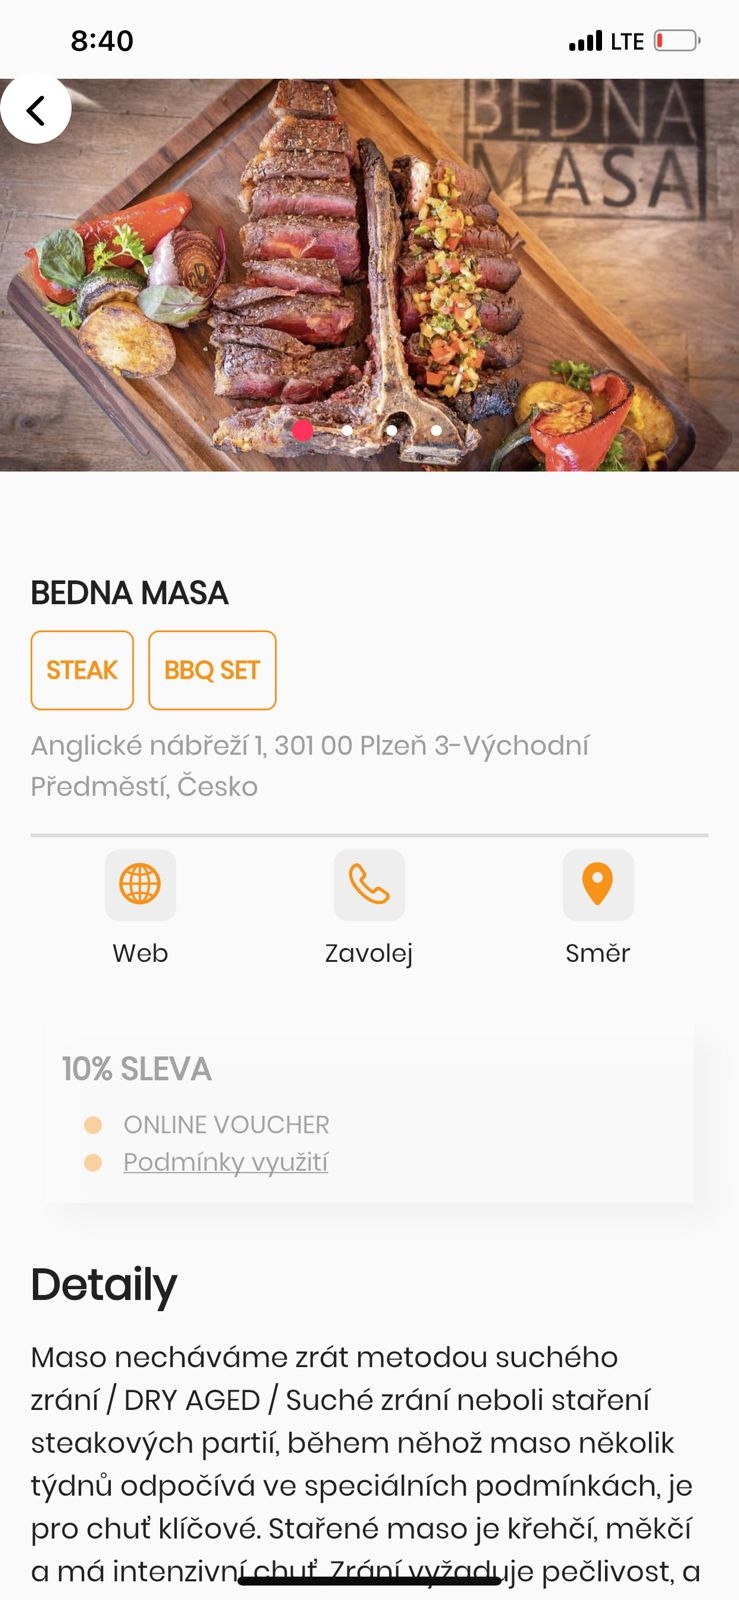 8:40
LTE
BEDNA
MASA
BEDNA MASA
STEAK
BBQ SET
Anglické nábřeží 1, 301 00 Plzeň 3-Východní
Předměstí, Česko
Web
Zavolej
Směr
10% SLEVA
ONLINE VOUCHER
Podmínky využití
Detaily
Maso necháváme zrát metodou suchého
zrání / DRY AGED / Suché zrání neboli staření
steakových partií, během něhož maso několik
týdnů odpočívá ve speciálních podmínkách, je
pro chuť klíčové. Stařené maso je křehčí, měkčí
a má intenzivní chuť. Zrání vyžaduje pečlivost, a